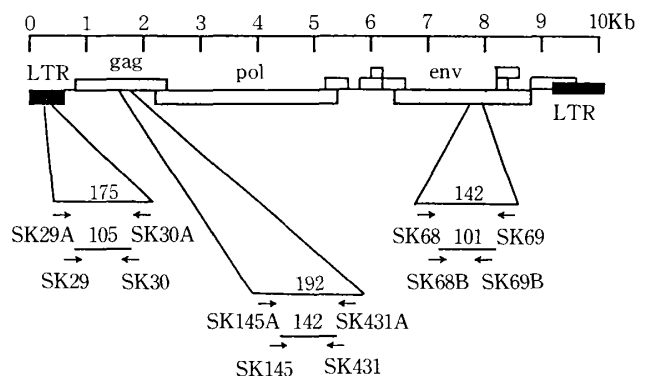 0 1 2 3 4 5 6 7 8 9 10Kb
LTR gag pol env
LTR
175 142
SK29A 105 SK30A SK68 101 SK69
SK29 SK30 SK68B SK69B
192
SK145A 142 SK431A
SK145 SK431